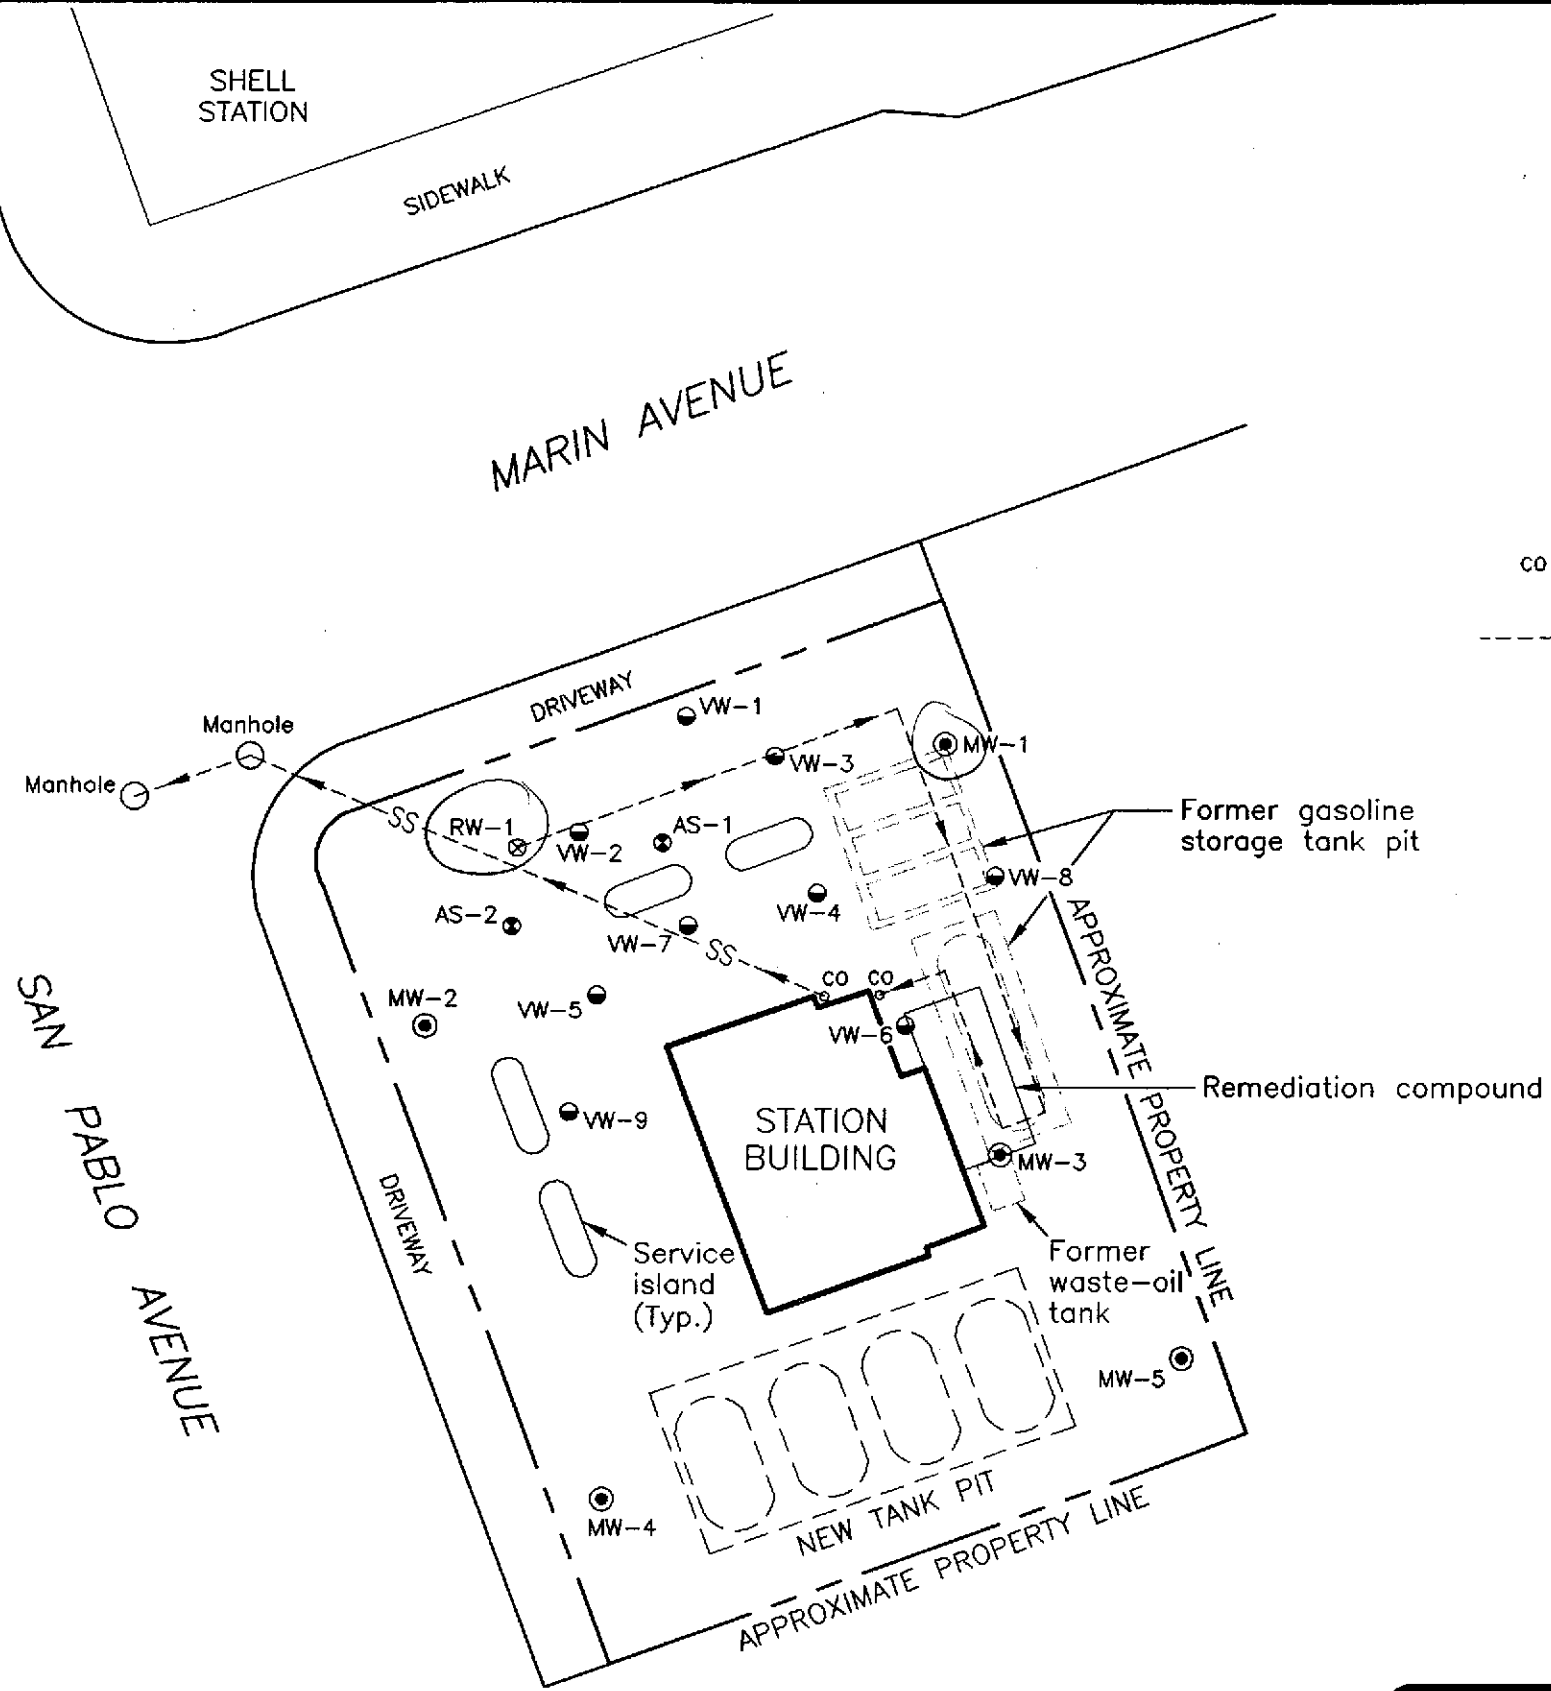 SHELL
STATION
SIDEWALK
MARIN AVENUE
CO
DRIVEWAY
VW-1
Manhole
Manhole
VW-3
MW-1
SS
RW-1
VW-2
AS-1
Former gasoline
storage tank pit
VW-8
VW-4
AS-2
VW-7
SS
APPROXIMATE PROPERTY LINE
CO
CO
MW-2
VW-5
VW-6
SAN PABLO AVENUE
Remediation compound
VW-9
STATION
BUILDING
MW-3
DRIVEWAY
Service
island
(Typ.)
Former
waste-oil
tank
MW-5
NEW TANK PIT
MW-4
APPROXIMATE PROPERTY LINE